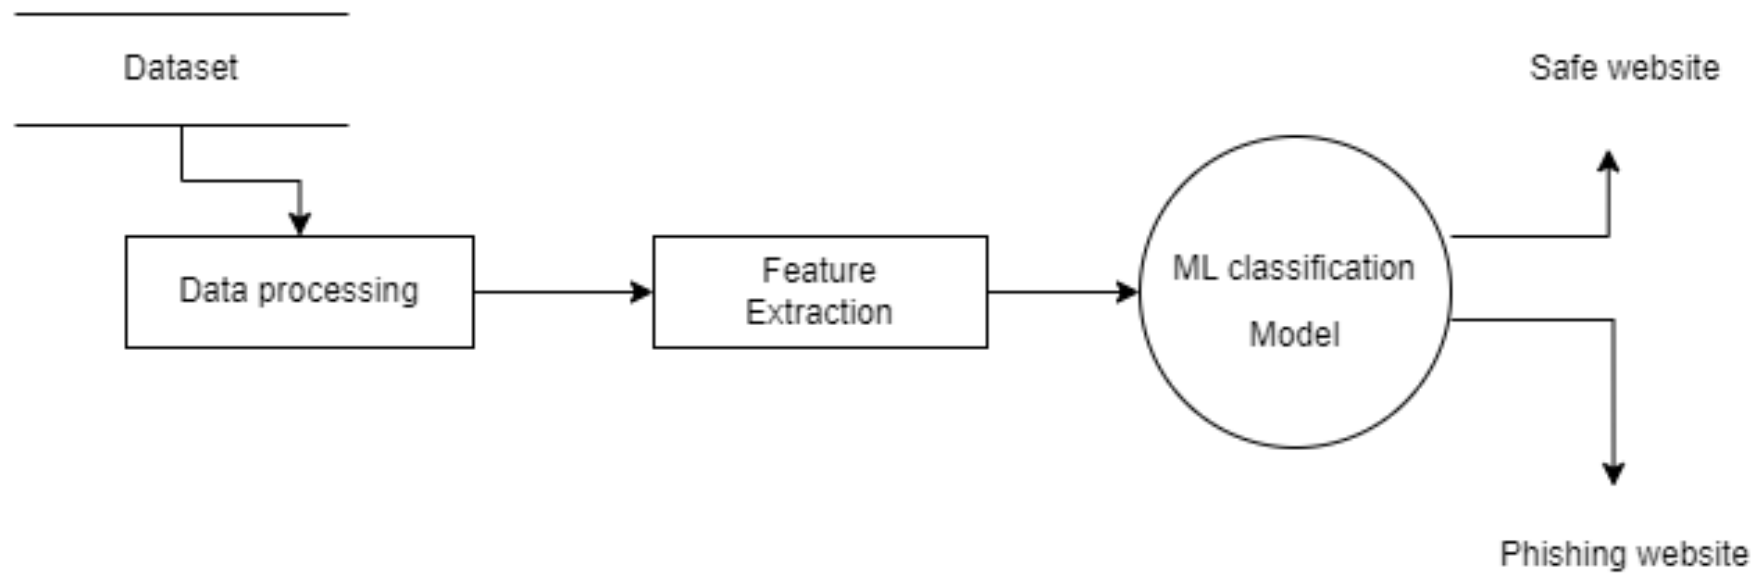 Dataset
Safe website
Data processing
Feature
Extraction
ML classification
Model
Phishing website